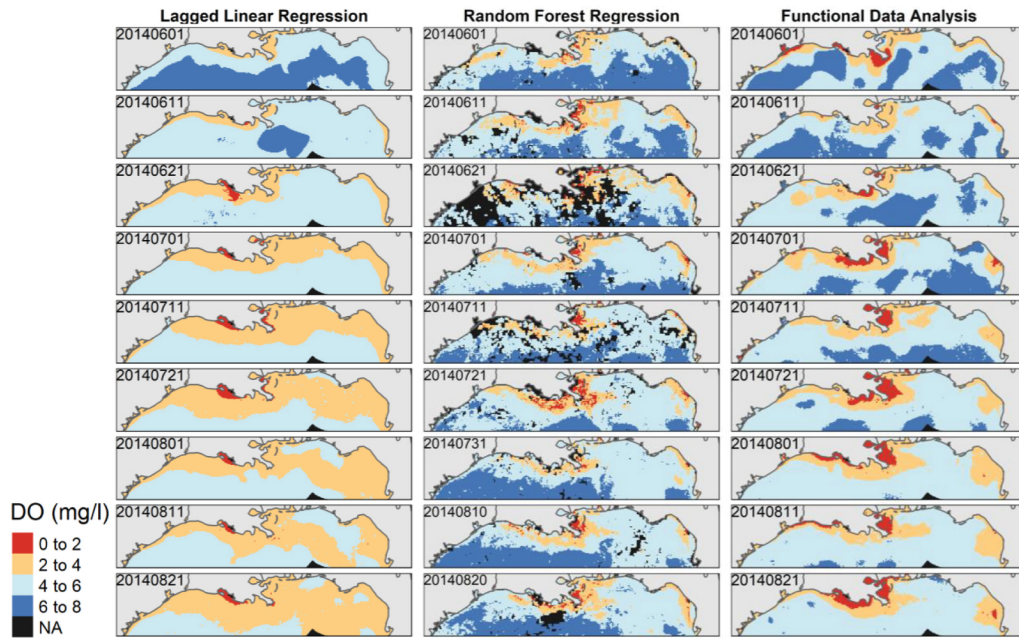 Lagged Linear Regression Random Forest Regression Functional Data Analysis
20140601 20140601 20140601
20140611 20140611 20140611
20140621 20140621 20140621
20140701 20140701 20140701
20140711 20140711 20140711
20140721 20140721 20140721
20140801 20140731 20140801
20140811 20140810 20140811
20140821 20140820 20140821
DO (mg/l)
0 to 2
2 to 4
4 to 6
6 to 8
NA